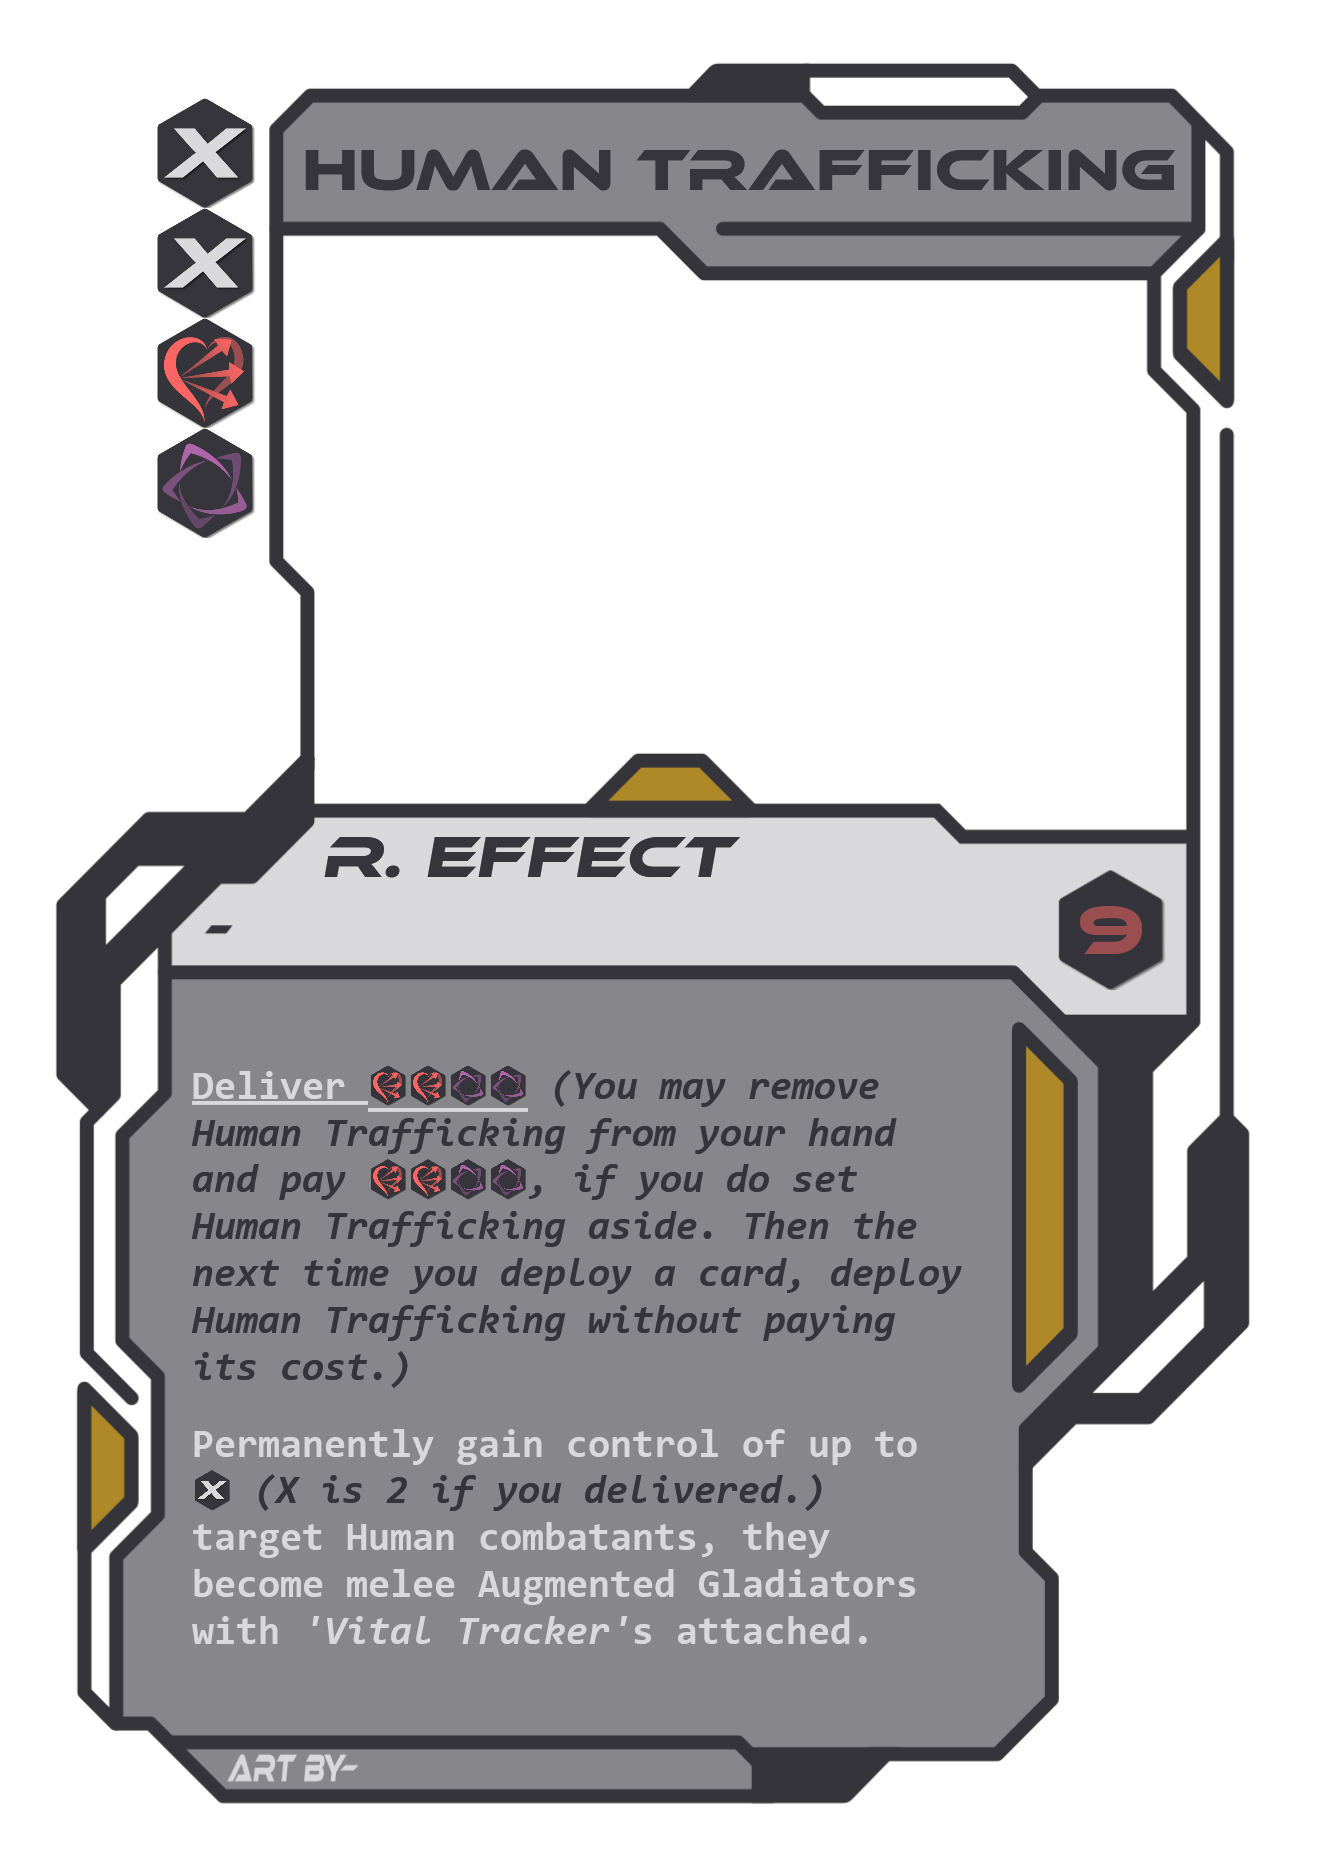 HUMAN TRAFFICKING
X
X
R. EFFECT
-
9
Deliver (You may remove
Human Trafficking from your hand
and pay , if you do set
Human Trafficking aside. Then the
next time you deploy a card, deploy
Human Trafficking without paying
its cost.)
Permanently gain control of up to
X (X is 2 if you delivered.)
target Human combatants, they
become melee Augmented Gladiators
with 'Vital Tracker's attached.
ART BY-